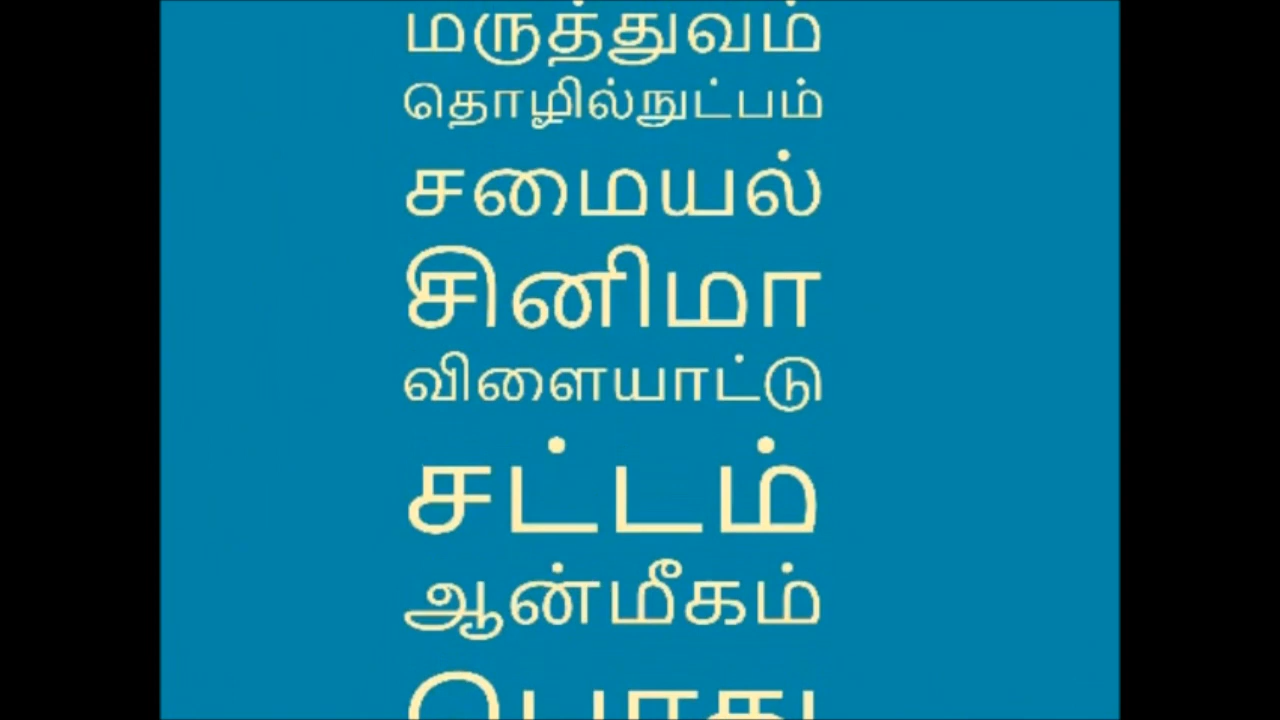 மருத்துவம்
தொழில்நுட்பம்
சமையல்
சினிமா
விளையாட்டு
சட்டம்
ஆன்மீகம்
பொது